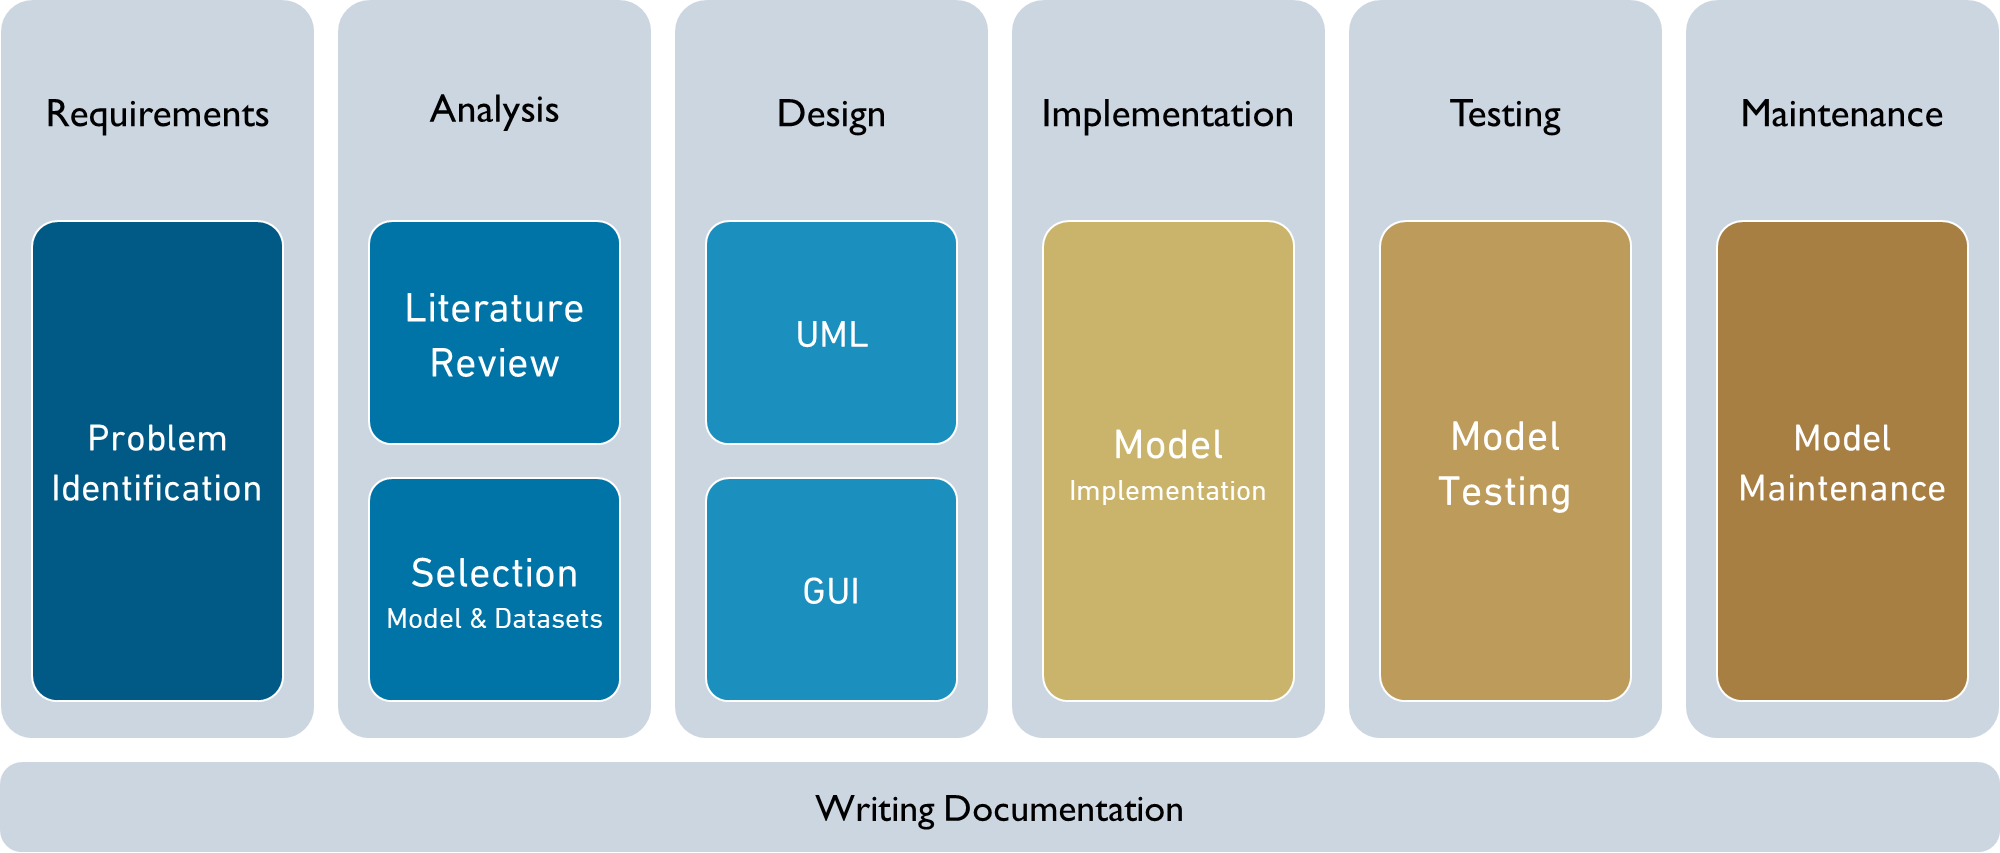 Requirements
Problem
Identification
Analysis
Literature
Review
Selection
Model & Datasets
Design
UML
GUI
Implementation
Model
Implementation
Testing
Model
Testing
Maintenance
Model
Maintenance
Writing Documentation